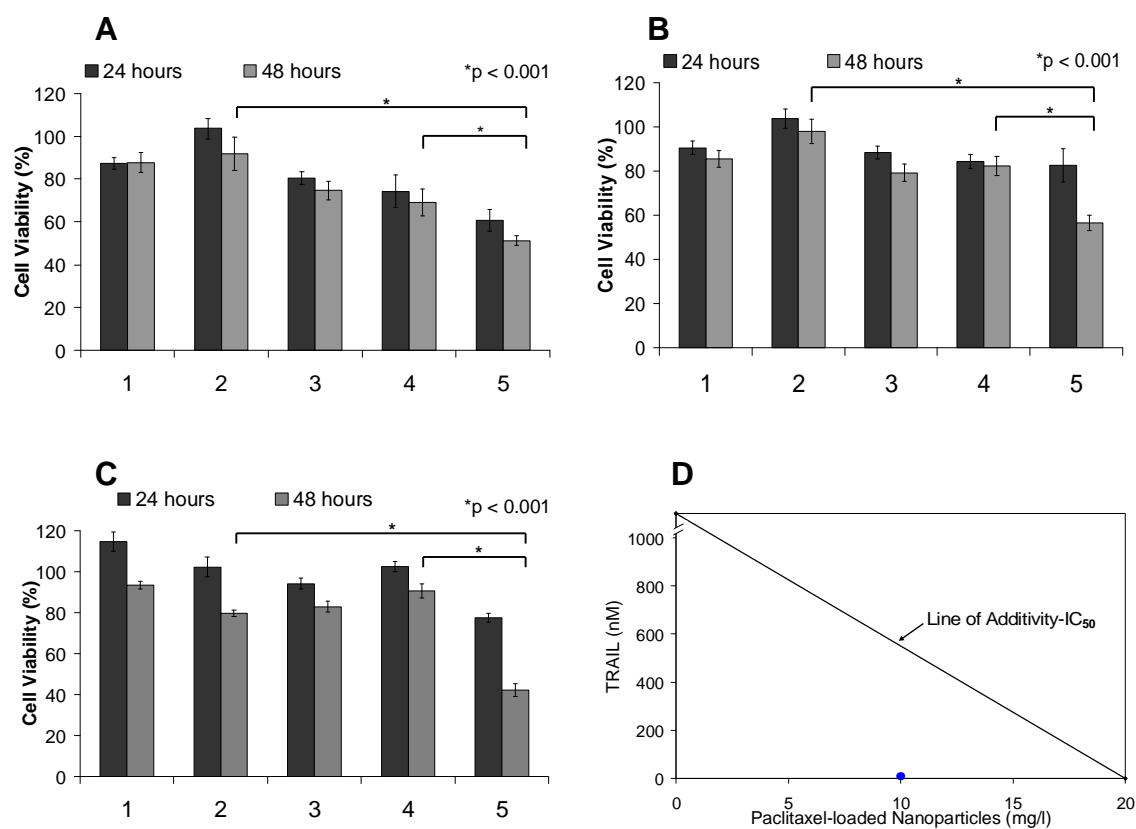 A
24 hours 48 hours *p < 0.001
*
*
120
100
80
60
40
20
0
Cell Viability (%)
1 2 3 4 5
B
24 hours 48 hours *p < 0.001
*
*
120
100
80
60
40
20
0
Cell Viability (%)
1 2 3 4 5
C
24 hours 48 hours *p < 0.001
*
*
120
100
80
60
40
20
0
Cell Viability (%)
1 2 3 4 5
D
1000
800
600
400
200
0
TRAIL (nM)
Line of Additivity-IC₅₀
0 5 10 15 20
Paclitaxel-loaded Nanoparticles (mg/l)